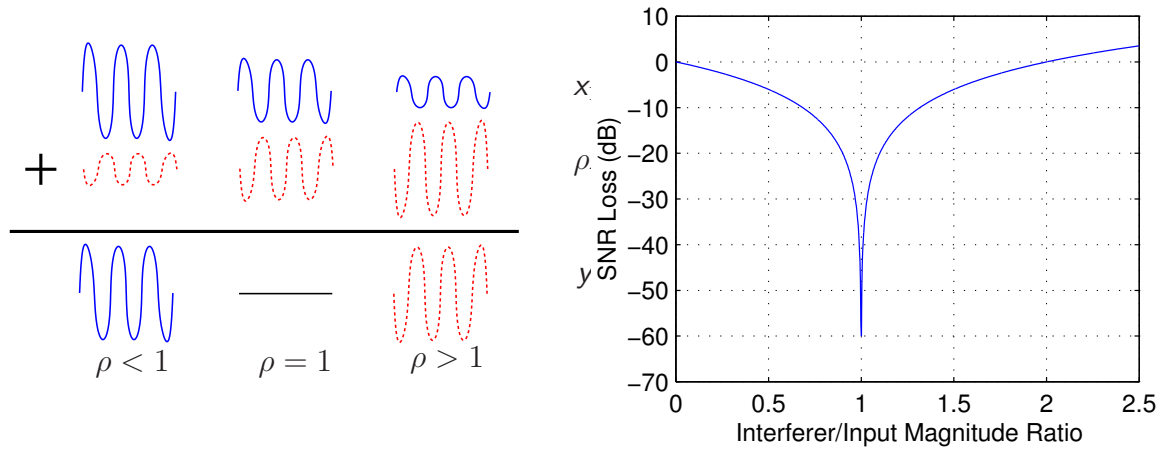 +
ρ < 1
ρ = 1
ρ > 1
x
ρ
y
SNR Loss (dB)
10
0
−10
−20
−30
−40
−50
−60
−70
0 0.5 1 1.5 2 2.5
Interferer/Input Magnitude Ratio